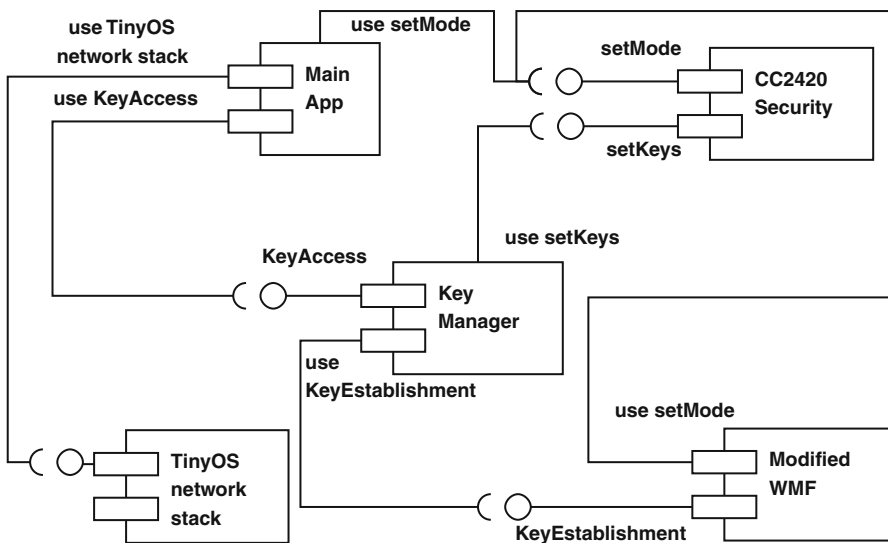 use TinyOS
network stack
use setMode
setMode
Main
App
CC2420
Security
use KeyAccess
setKeys
use setKeys
KeyAccess
Key
Manager
use
KeyEstablishment
use setMode
TinyOS
network
stack
Modified
WMF
KeyEstablishment